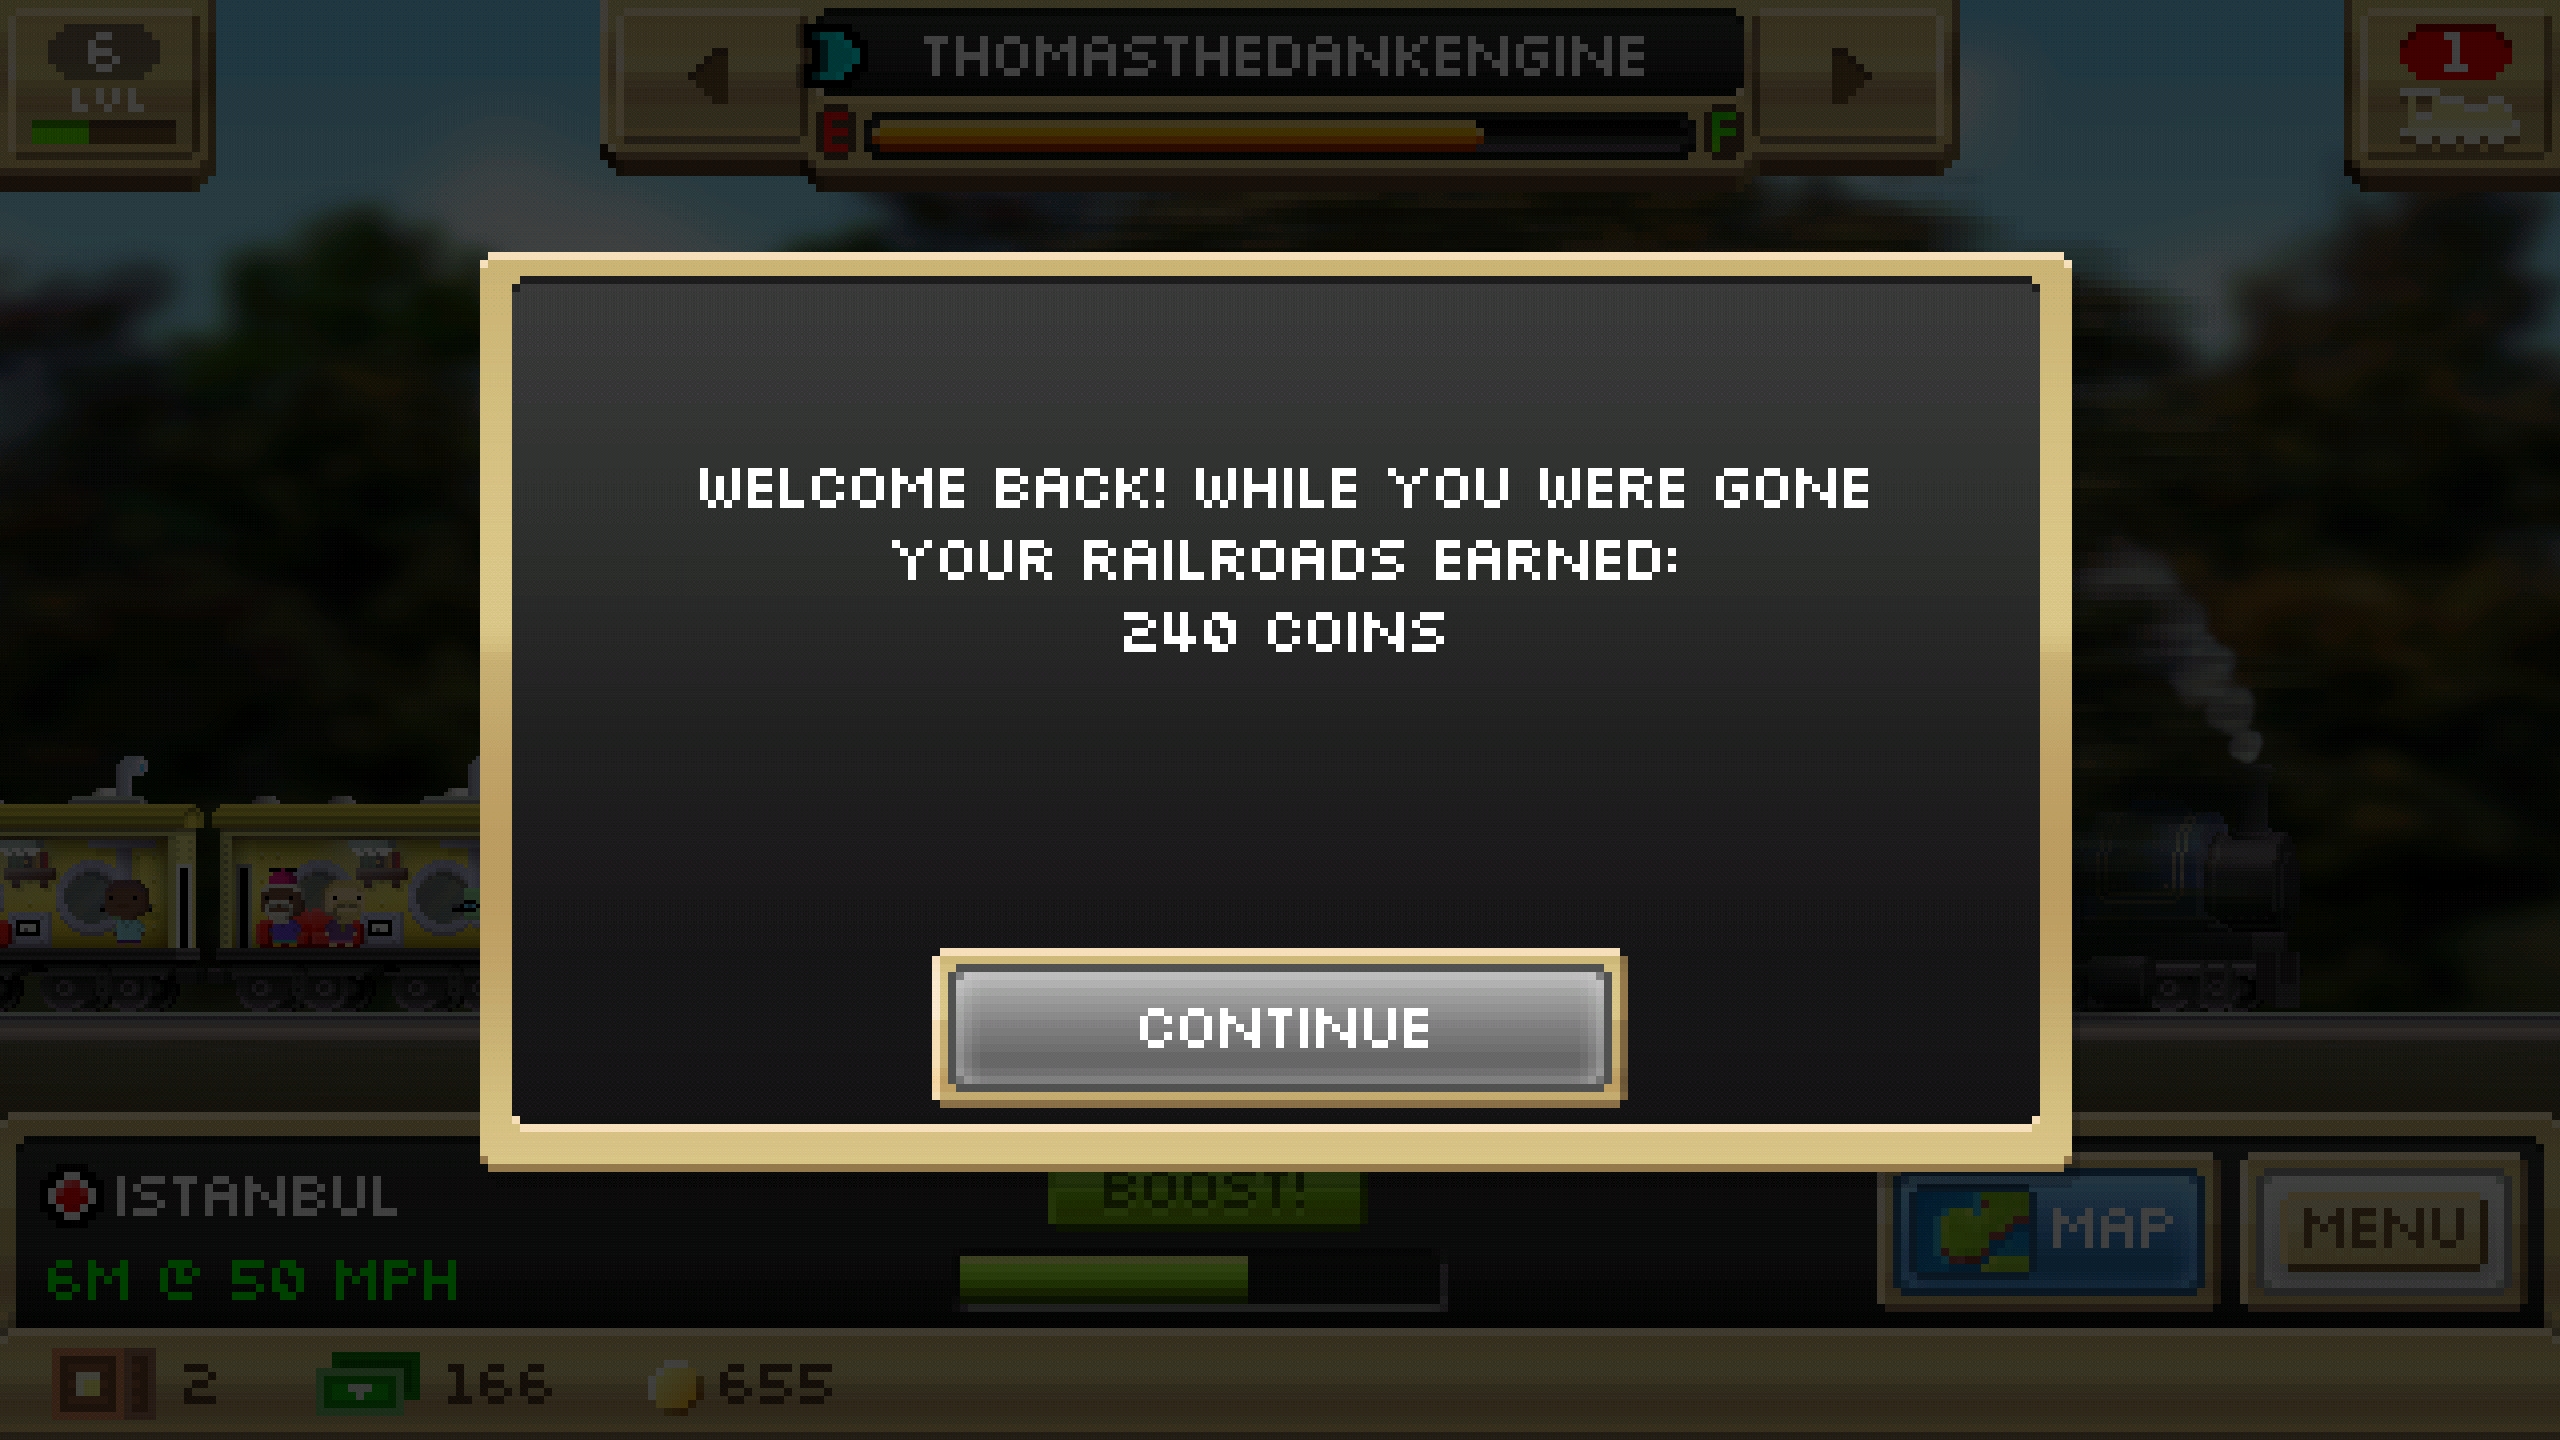 6
LVL
THOMASTHEDANKENGINE
E
F
1
WELCOME BACK! WHILE YOU WERE GONE
YOUR RAILROADS EARNED:
240 COINS
CONTINUE
ISTANBUL
6M @ 50 MPH
BOOST!
MAP
MENU
2
166
655